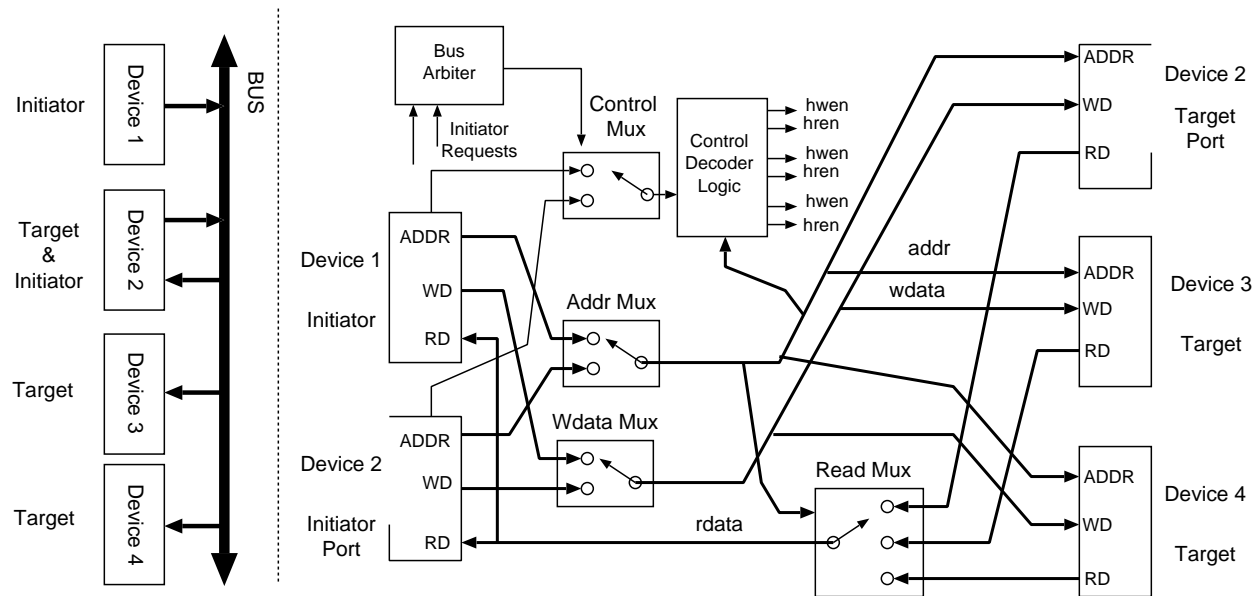 Initiator
Device 1
BUS
Target
&
Initiator
Device 2
Target
Device 3
Target
Device 4
Bus
Arbiter
Initiator
Requests
Control
Mux
Control
Decoder
Logic
hwen
hren
hwen
hren
hwen
hren
Device 1
Initiator
ADDR
WD
RD
Addr Mux
Device 2
Initiator
Port
ADDR
WD
RD
Wdata Mux
Read Mux
rdata
addr
wdata
ADDR
WD
RD
Device 2
Target
Port
ADDR
WD
RD
Device 3
Target
ADDR
WD
RD
Device 4
Target